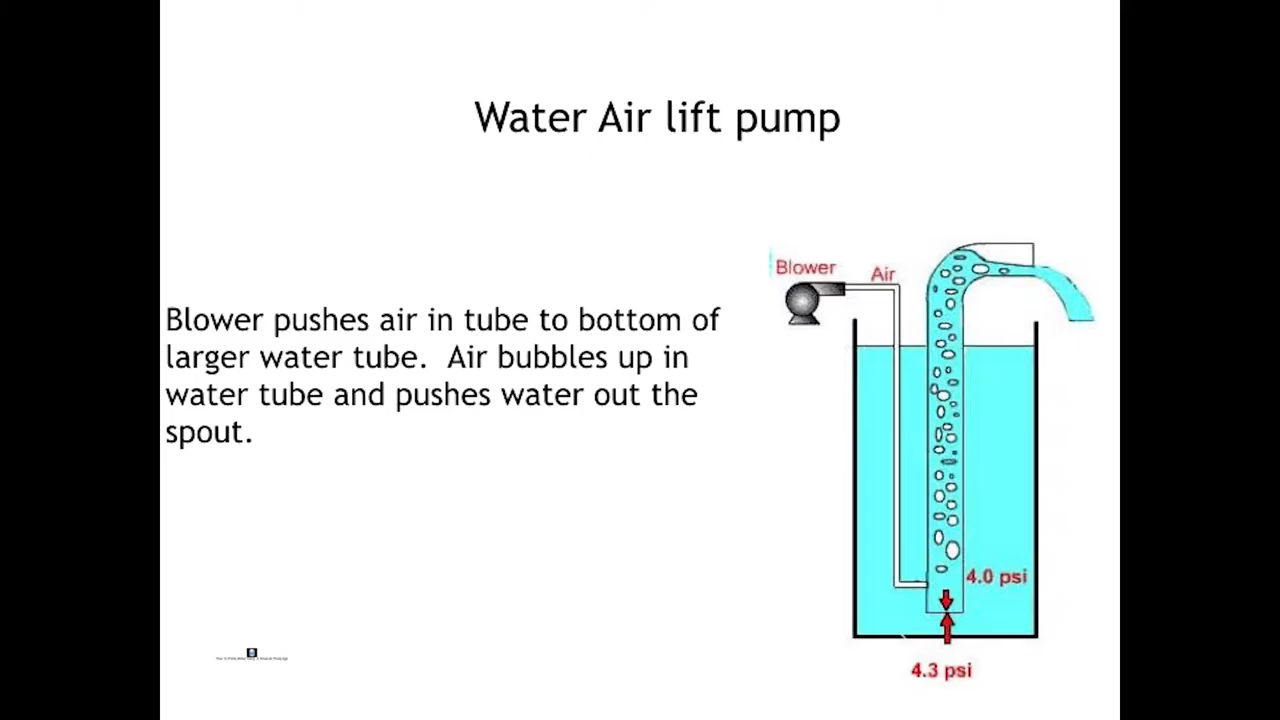 Water Air lift pump
Blower
Air
Blower pushes air in tube to bottom of
larger water tube.  Air bubbles up in
water tube and pushes water out the
spout.
4.0 psi
4.3 psi